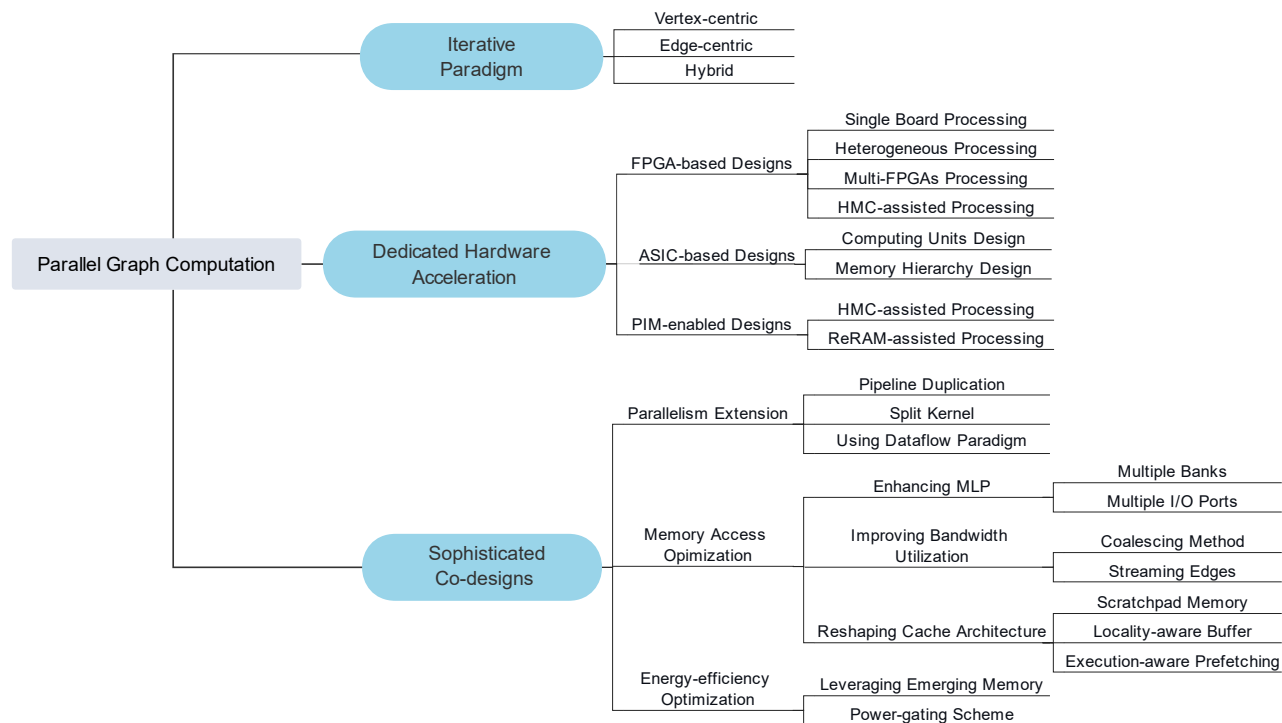 Parallel Graph Computation
Iterative
Paradigm
Vertex-centric
Edge-centric
Hybrid
Dedicated Hardware
Acceleration
FPGA-based Designs
Single Board Processing
Heterogeneous Processing
Multi-FPGAs Processing
HMC-assisted Processing
ASIC-based Designs
Computing Units Design
Memory Hierarchy Design
PIM-enabled Designs
HMC-assisted Processing
ReRAM-assisted Processing
Sophisticated
Co-designs
Parallelism Extension
Pipeline Duplication
Split Kernel
Using Dataflow Paradigm
Memory Access
Opimization
Enhancing MLP
Multiple Banks
Multiple I/O Ports
Improving Bandwidth
Utilization
Coalescing Method
Streaming Edges
Reshaping Cache Architecture
Scratchpad Memory
Locality-aware Buffer
Execution-aware Prefetching
Energy-efficiency
Optimization
Leveraging Emerging Memory
Power-gating Scheme